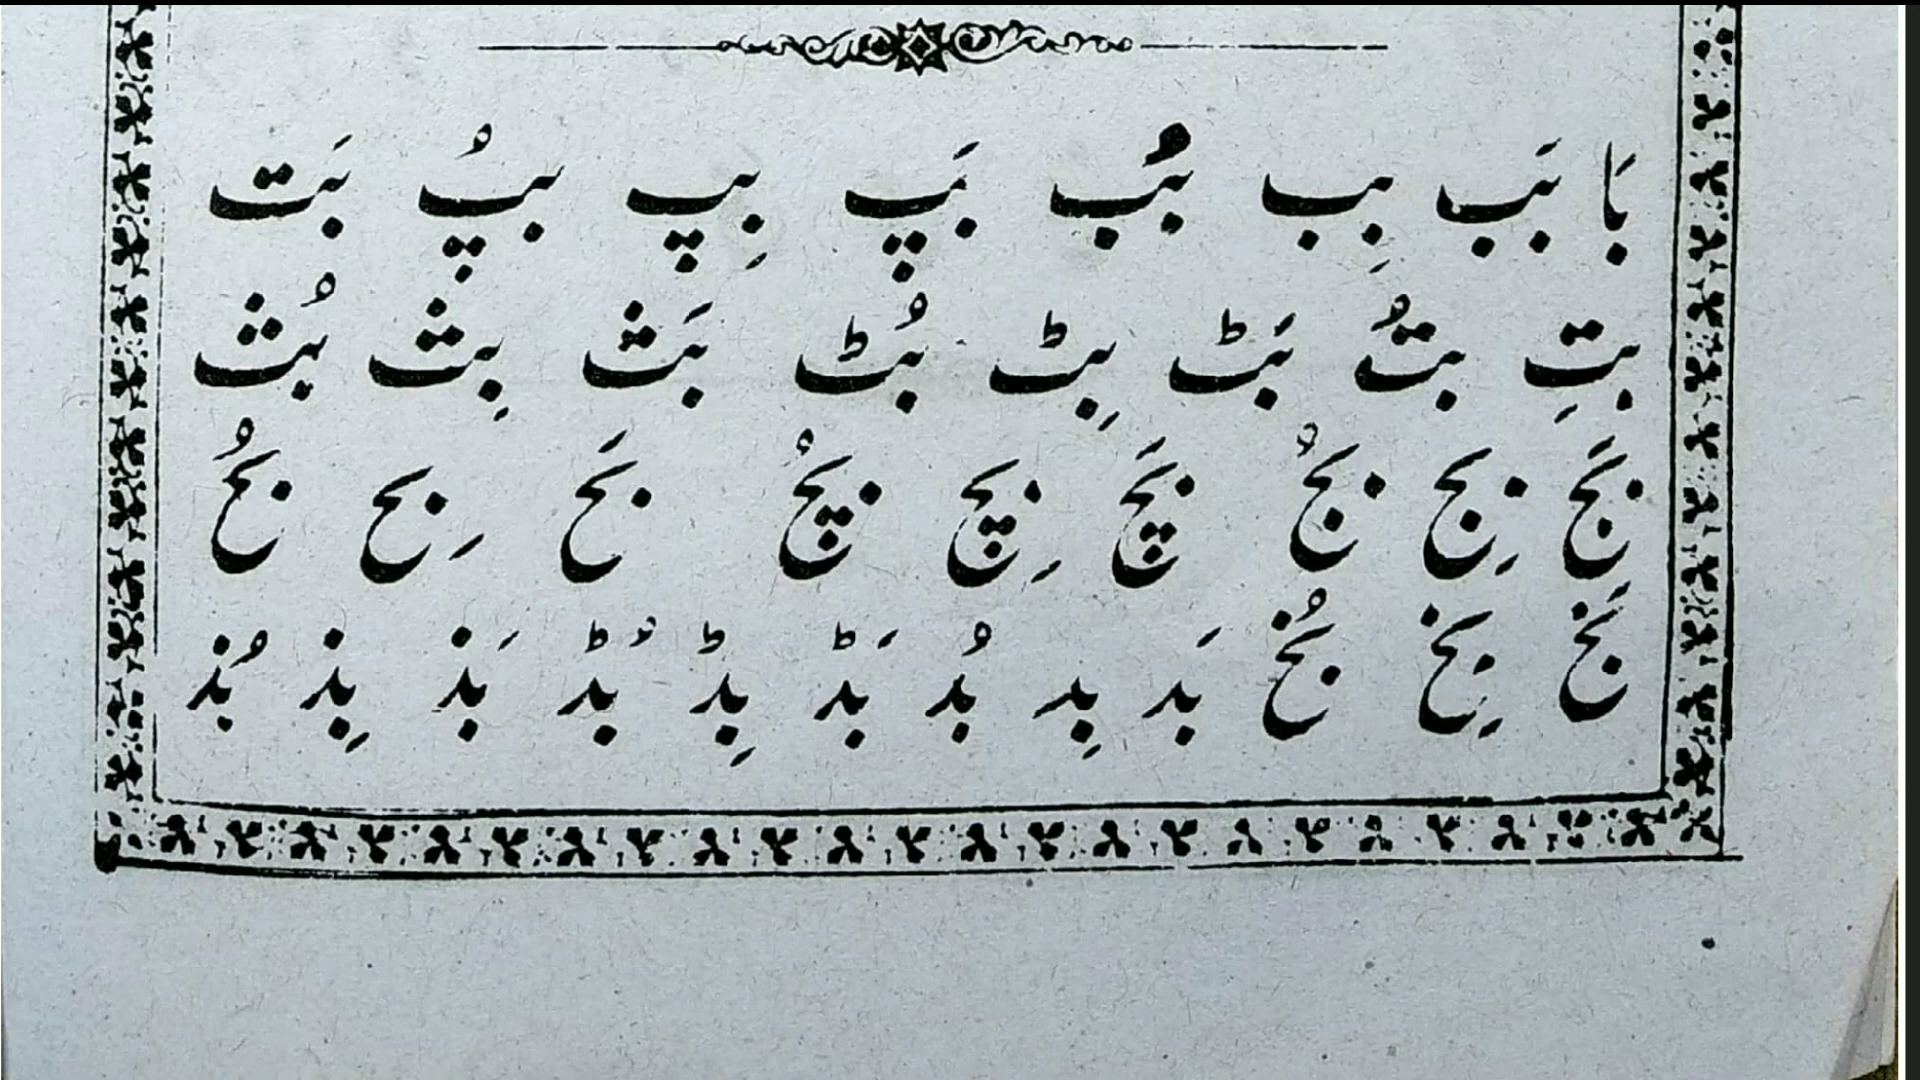 بَا بَب بِب بُب بَپ بِپ بُپ بَت
بِت بُت بَٹ بِٹ بُٹ بَث بِث بُث
بَج بِج بُج بَچ بِچ بُچ بَح بِح بُح
بَخ بِخ بُخ بَد بِد بُد بَڈ بِڈ بُڈ بَذ بِذ بُذ